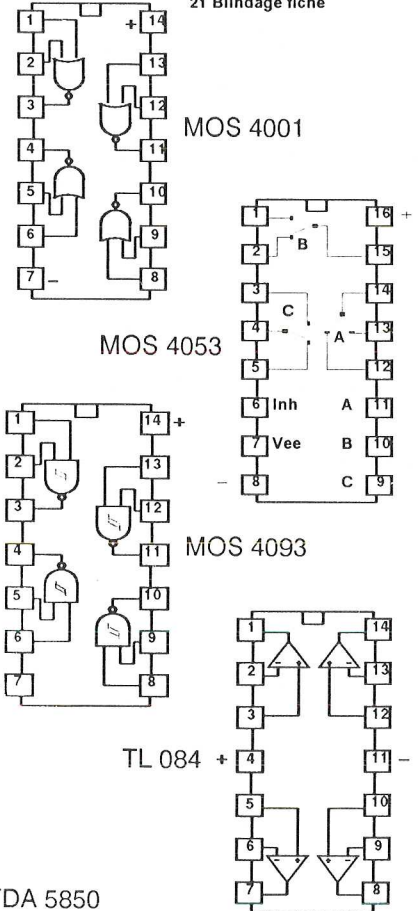 21 Blindage fiche
1 + 14
2 13
3 12
4 11
5 10
6 9
7 - 8
MOS 4001
1 16 +
2 B 15
3 14
C
4 A 13
5 12
6 Inh A 11
7 Vee B 10
- 8 C 9
MOS 4053
1 14 +
2 13
3 12
4 11
5 10
6 9
7 8
MOS 4093
1 14
2 13
3 12
TL 084 + 4 11 -
5 10
6 9
7 8
TDA 5850